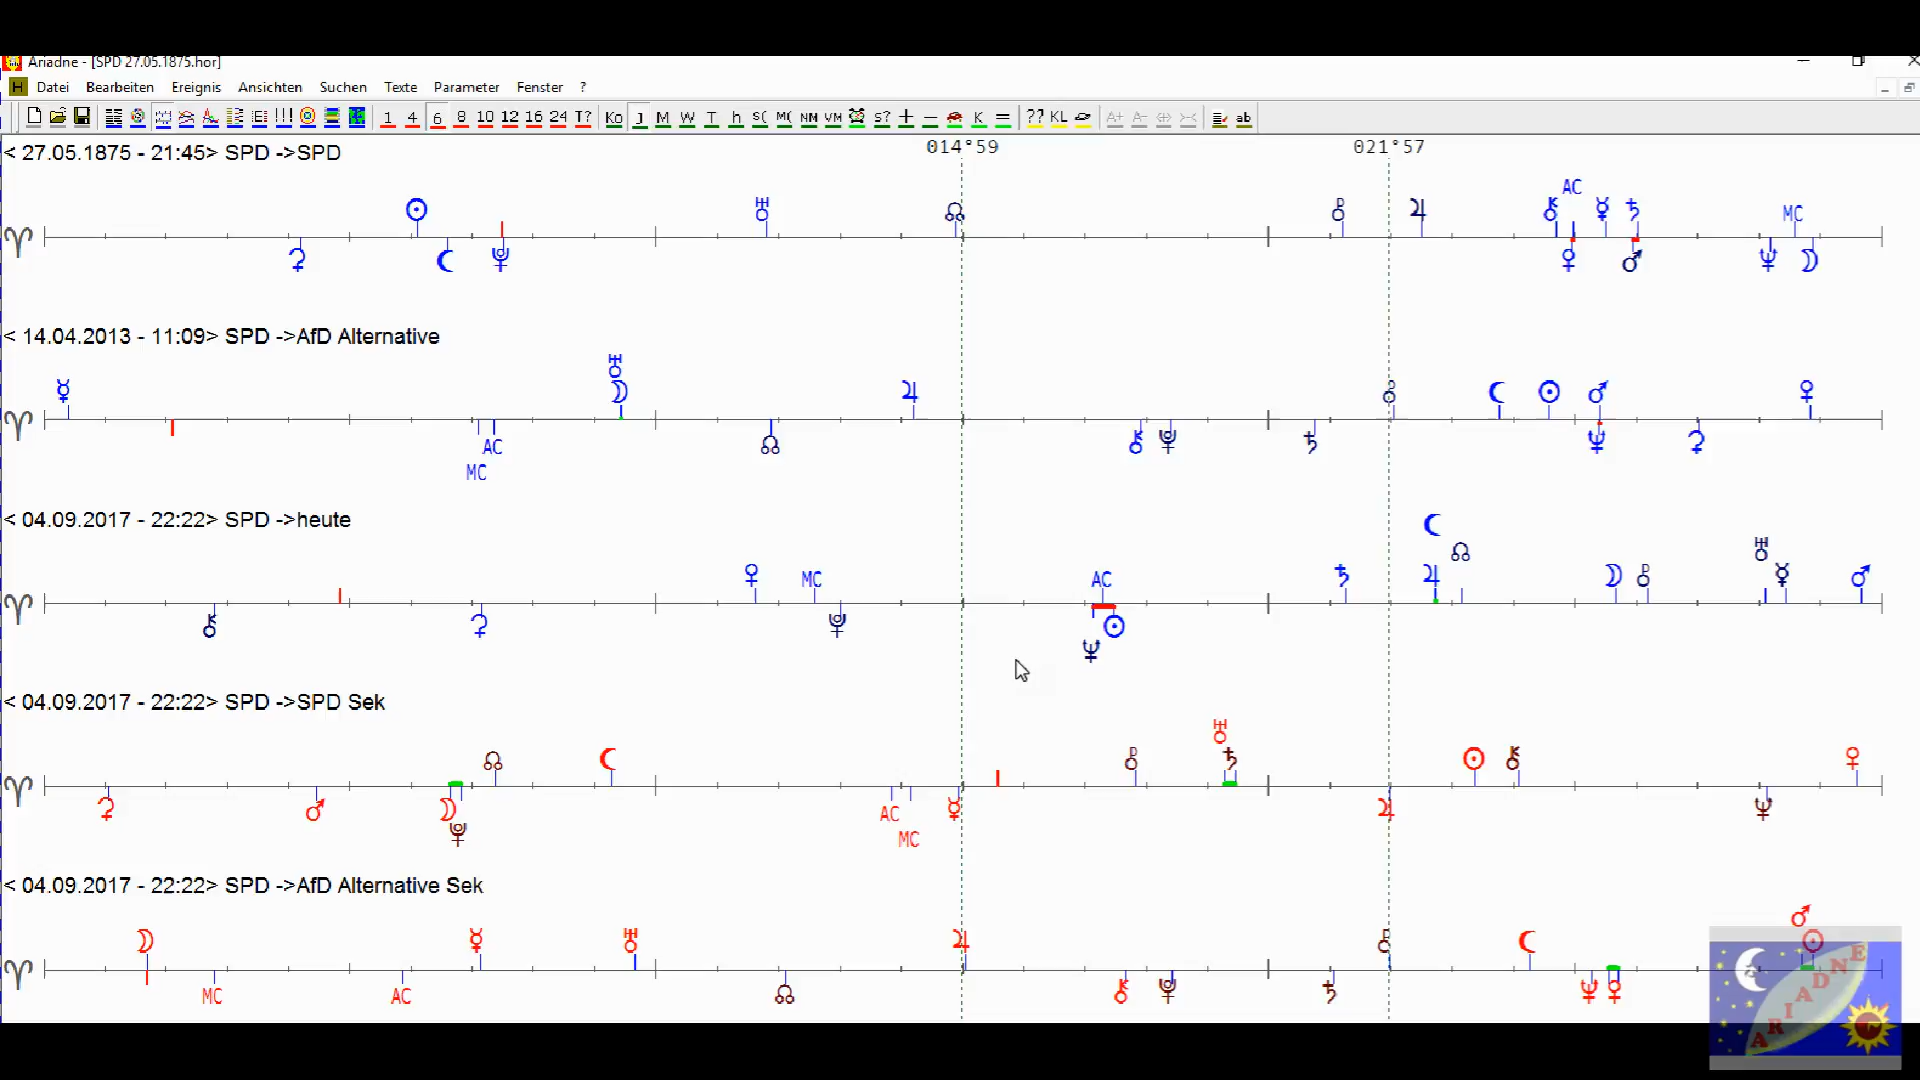 Ariadne - [SPD 27.05.1875.hor]
H Datei Bearbeiten Ereignis Ansichten Suchen Texte Parameter Fenster ?
1 4 6 8 10 12 16 24 T? Ko J M W T h S( M( NM VM S? + − K = ?? KL A+ A− ab
< 27.05.1875 - 21:45> SPD ->SPD
014°59 021°57
AC
MC
< 14.04.2013 - 11:09> SPD ->AfD Alternative
AC
MC
< 04.09.2017 - 22:22> SPD ->heute
MC AC
< 04.09.2017 - 22:22> SPD ->SPD Sek
AC
MC
< 04.09.2017 - 22:22> SPD ->AfD Alternative Sek
MC AC
ARIADNE